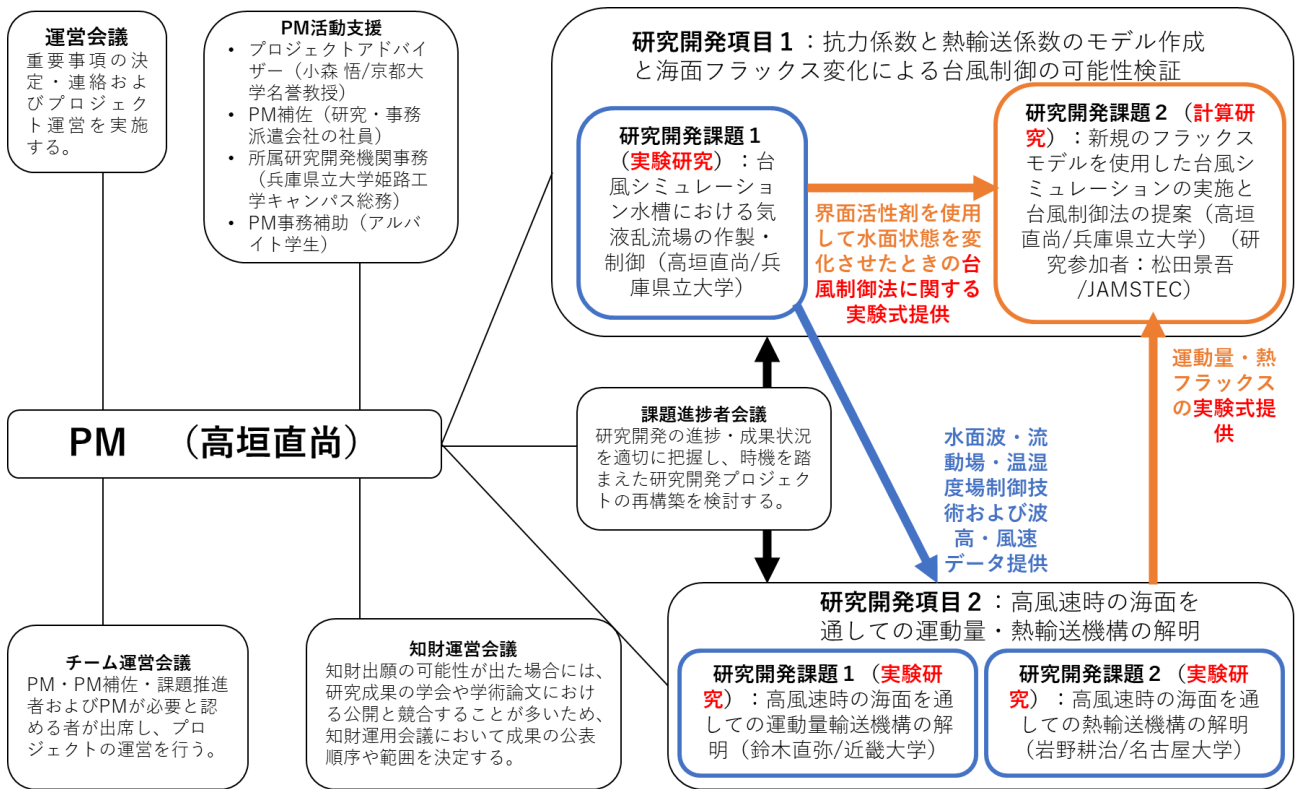 運営会議
重要事項の決
定・連絡およ
びプロジェク
ト運営を実施
する。
PM活動支援
• プロジェクトアドバイ
ザー（小森 悟/京都大
学名誉教授）
• PM補佐（研究・事務
派遣会社の社員）
• 所属研究開発機関事務
（兵庫県立大学姫路工
学キャンパス総務）
• PM事務補助（アルバ
イト学生）
研究開発項目１：抗力係数と熱輸送係数のモデル作成
と海面フラックス変化による台風制御の可能性検証
研究開発課題１
（実験研究）：台
風シミュレーショ
ン水槽における気
液乱流場の作製・
制御（高垣直尚/兵
庫県立大学）
界面活性剤を使用
して水面状態を変
化させたときの台
風制御法に関する
実験式提供
研究開発課題２（計算研
究）：新規のフラックス
モデルを使用した台風シ
ミュレーションの実施と
台風制御法の提案（高垣
直尚/兵庫県立大学）（研
究参加者：松田景吾
/JAMSTEC）
運動量・熱
フラックス
の実験式提
供
PM　（高垣直尚）
課題進捗者会議
研究開発の進捗・成果状況
を適切に把握し、時機を踏
まえた研究開発プロジェク
トの再構築を検討する。
水面波・流
動場・温湿
度場制御技
術および波
高・風速
データ提供
チーム運営会議
PM・PM補佐・課題推進
者およびPMが必要と認
める者が出席し、プロ
ジェクトの運営を行う。
知財運営会議
知財出願の可能性が出た場合には、
研究成果の学会や学術論文におけ
る公開と競合することが多いため、
知財運用会議において成果の公表
順序や範囲を決定する。
研究開発項目２：高風速時の海面を
通しての運動量・熱輸送機構の解明
研究開発課題１（実験研
究）：高風速時の海面を通
しての運動量輸送機構の解
明（鈴木直弥/近畿大学）
研究開発課題２（実験研
究）：高風速時の海面を通
しての熱輸送機構の解明
（岩野耕治/名古屋大学）